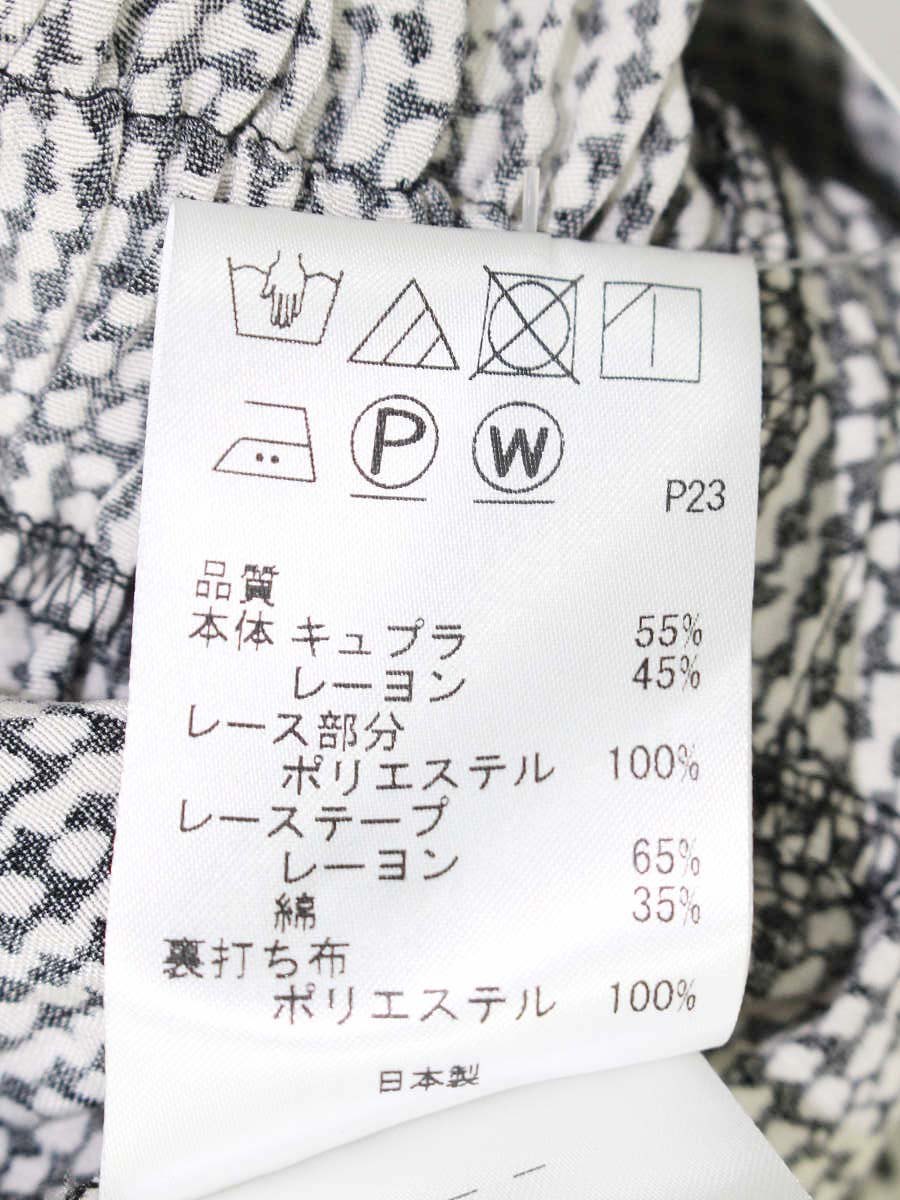 P
W
P23
品質
本体 キュプラ 55%
レーヨン 45%
レース部分
ポリエステル 100%
レーステープ
レーヨン 65%
綿 35%
裏打ち布
ポリエステル 100%
日本製